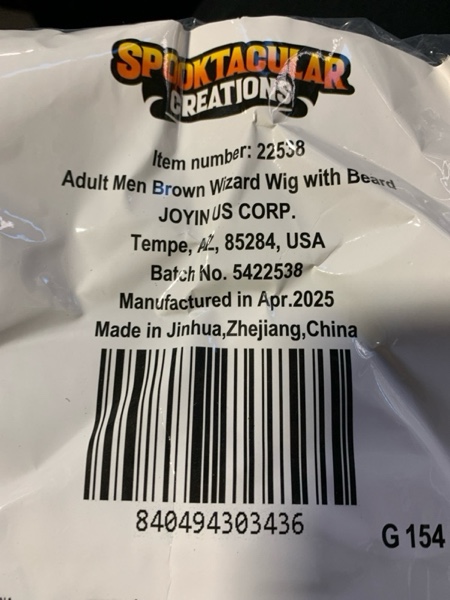 SPOOKTACULAR
CREATIONS
Item number: 22538
Adult Men Brown Wizard Wig with Beard
JOYIN US CORP.
Tempe, AZ, 85284, USA
Batch No. 5422538
Manufactured in Apr.2025
Made in Jinhua,Zhejiang,China
840494303436
G 154